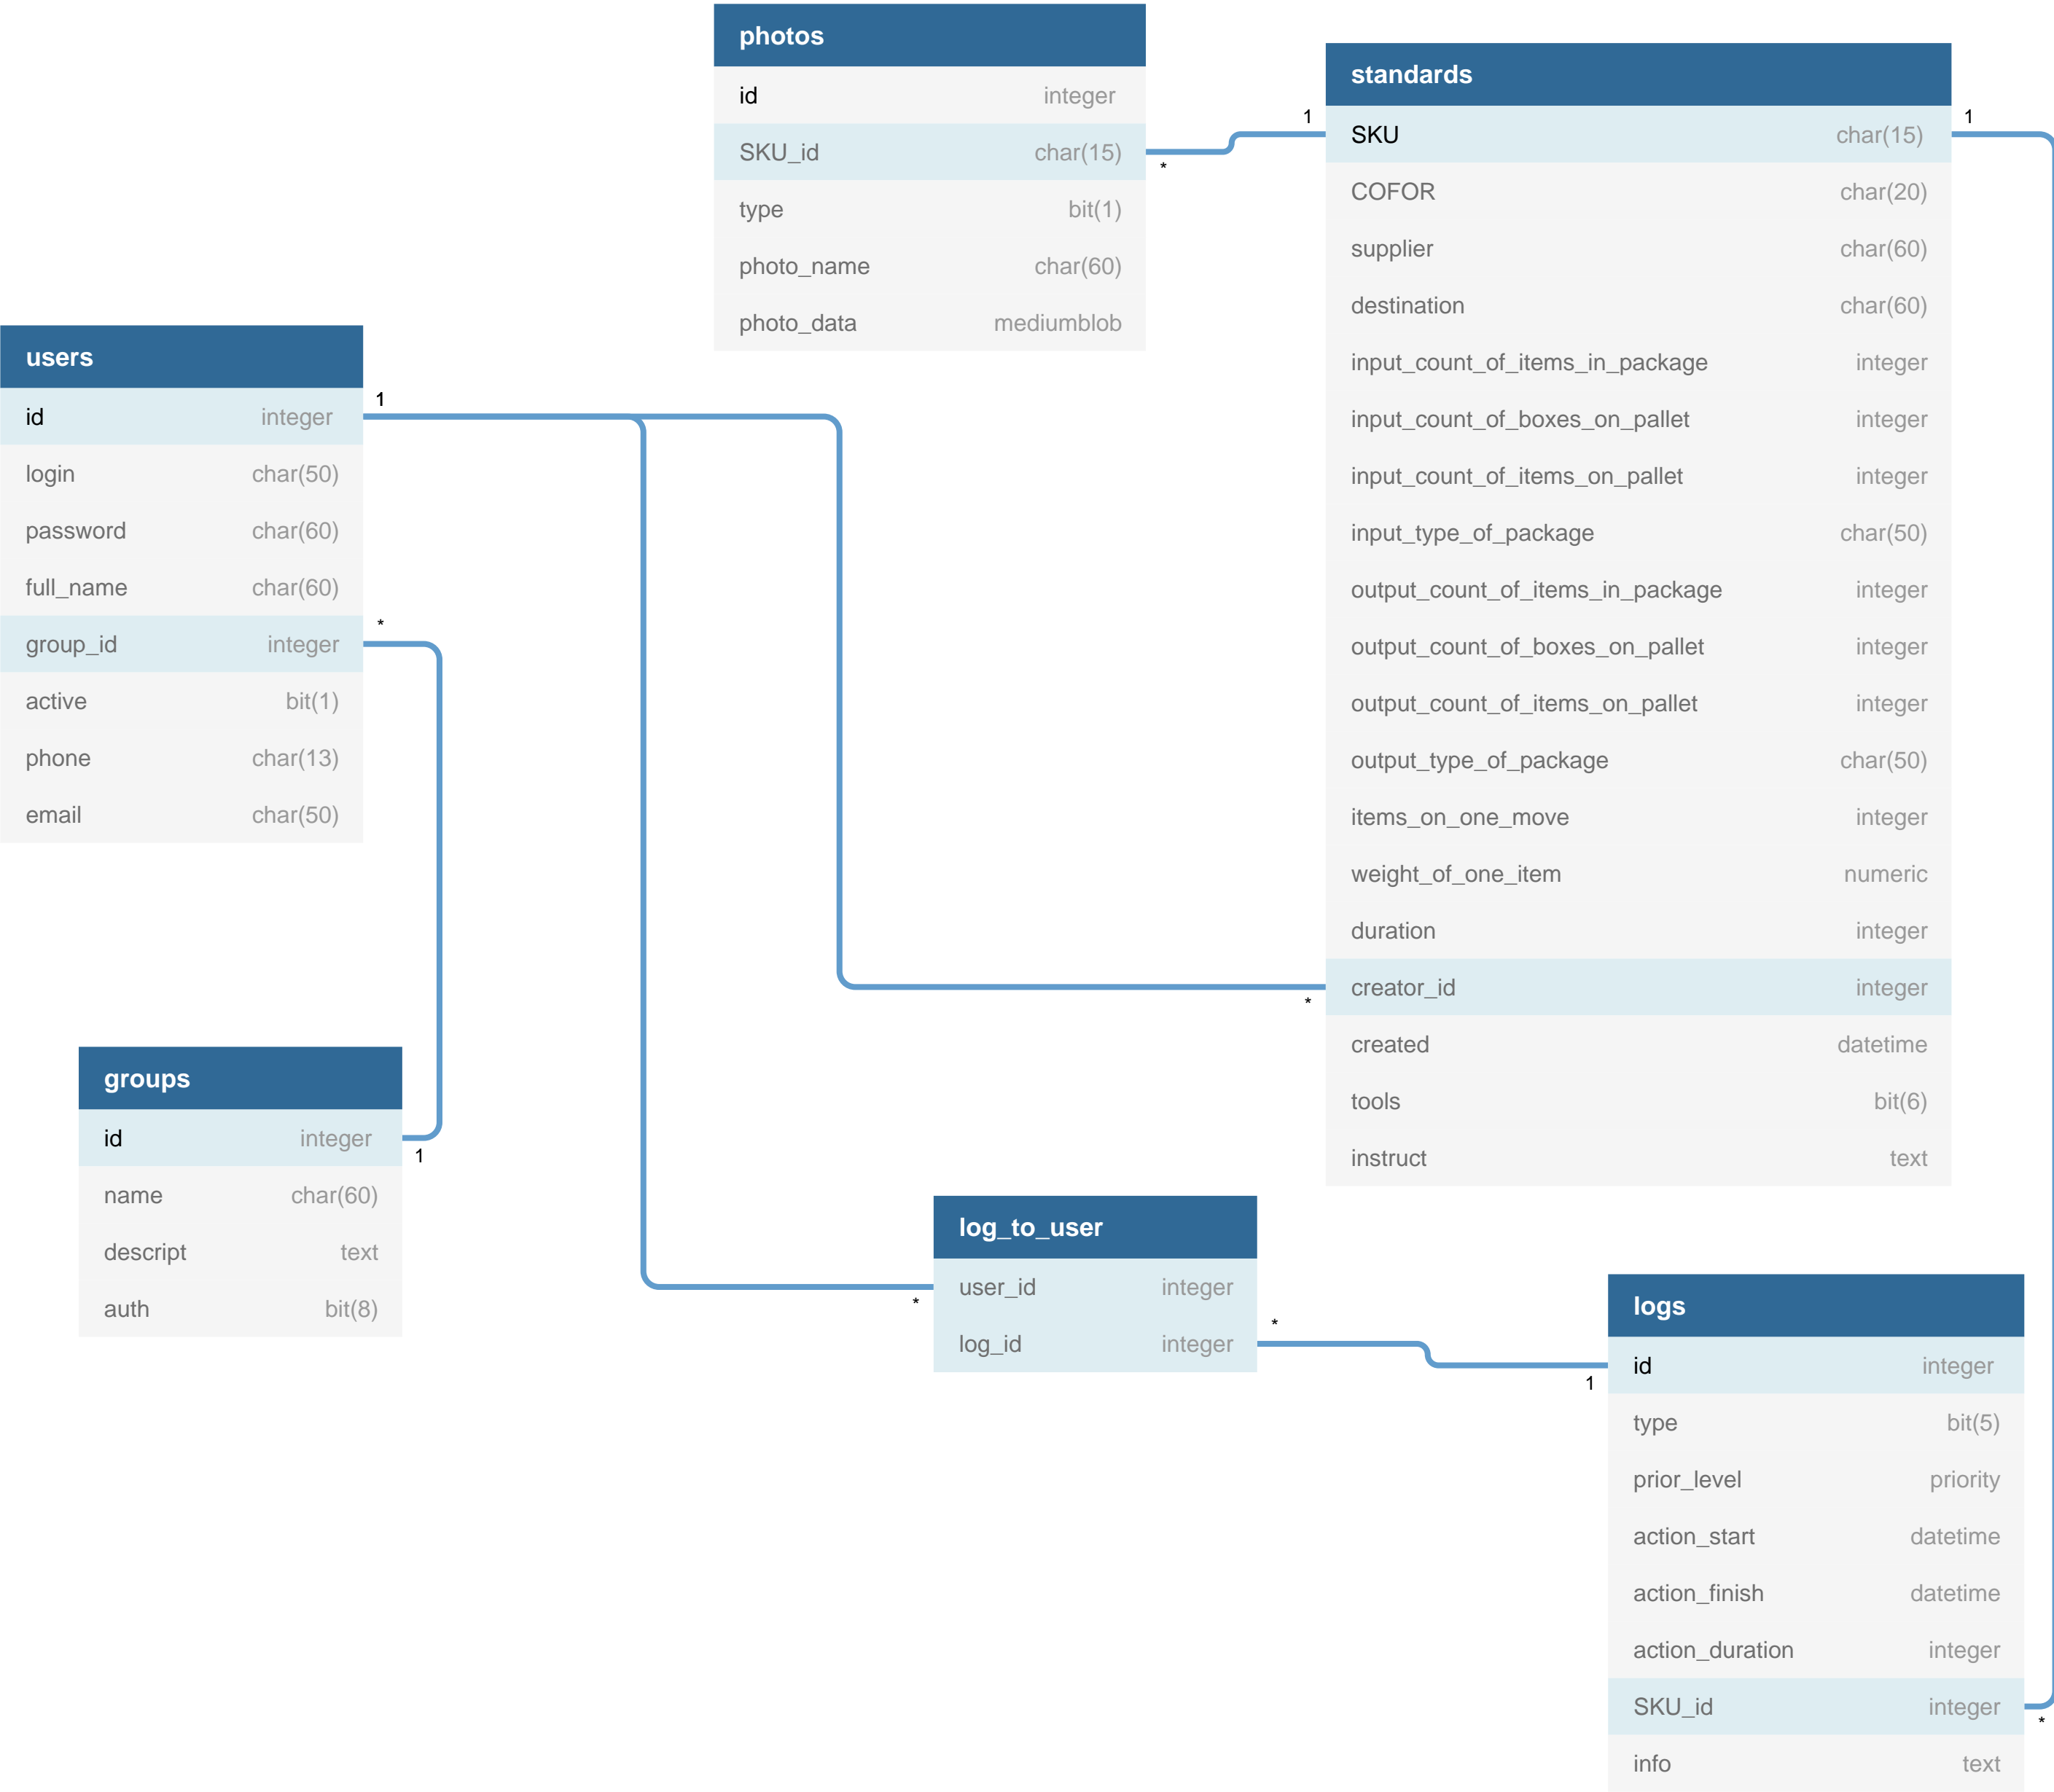 photos
id integer
SKU_id char(15)
type bit(1)
photo_name char(60)
photo_data mediumblob
*
1
standards
SKU char(15)
COFOR char(20)
supplier char(60)
destination char(60)
input_count_of_items_in_package integer
input_count_of_boxes_on_pallet integer
input_count_of_items_on_pallet integer
input_type_of_package char(50)
output_count_of_items_in_package integer
output_count_of_boxes_on_pallet integer
output_count_of_items_on_pallet integer
output_type_of_package char(50)
items_on_one_move integer
weight_of_one_item numeric
duration integer
creator_id integer
created datetime
tools bit(6)
instruct text
1
*
users
id integer
login char(50)
password char(60)
full_name char(60)
group_id integer
active bit(1)
phone char(13)
email char(50)
1
*
groups
id integer
name char(60)
descript text
auth bit(8)
1
log_to_user
user_id integer
log_id integer
*
*
1
logs
id integer
type bit(5)
prior_level priority
action_start datetime
action_finish datetime
action_duration integer
SKU_id integer
info text
*